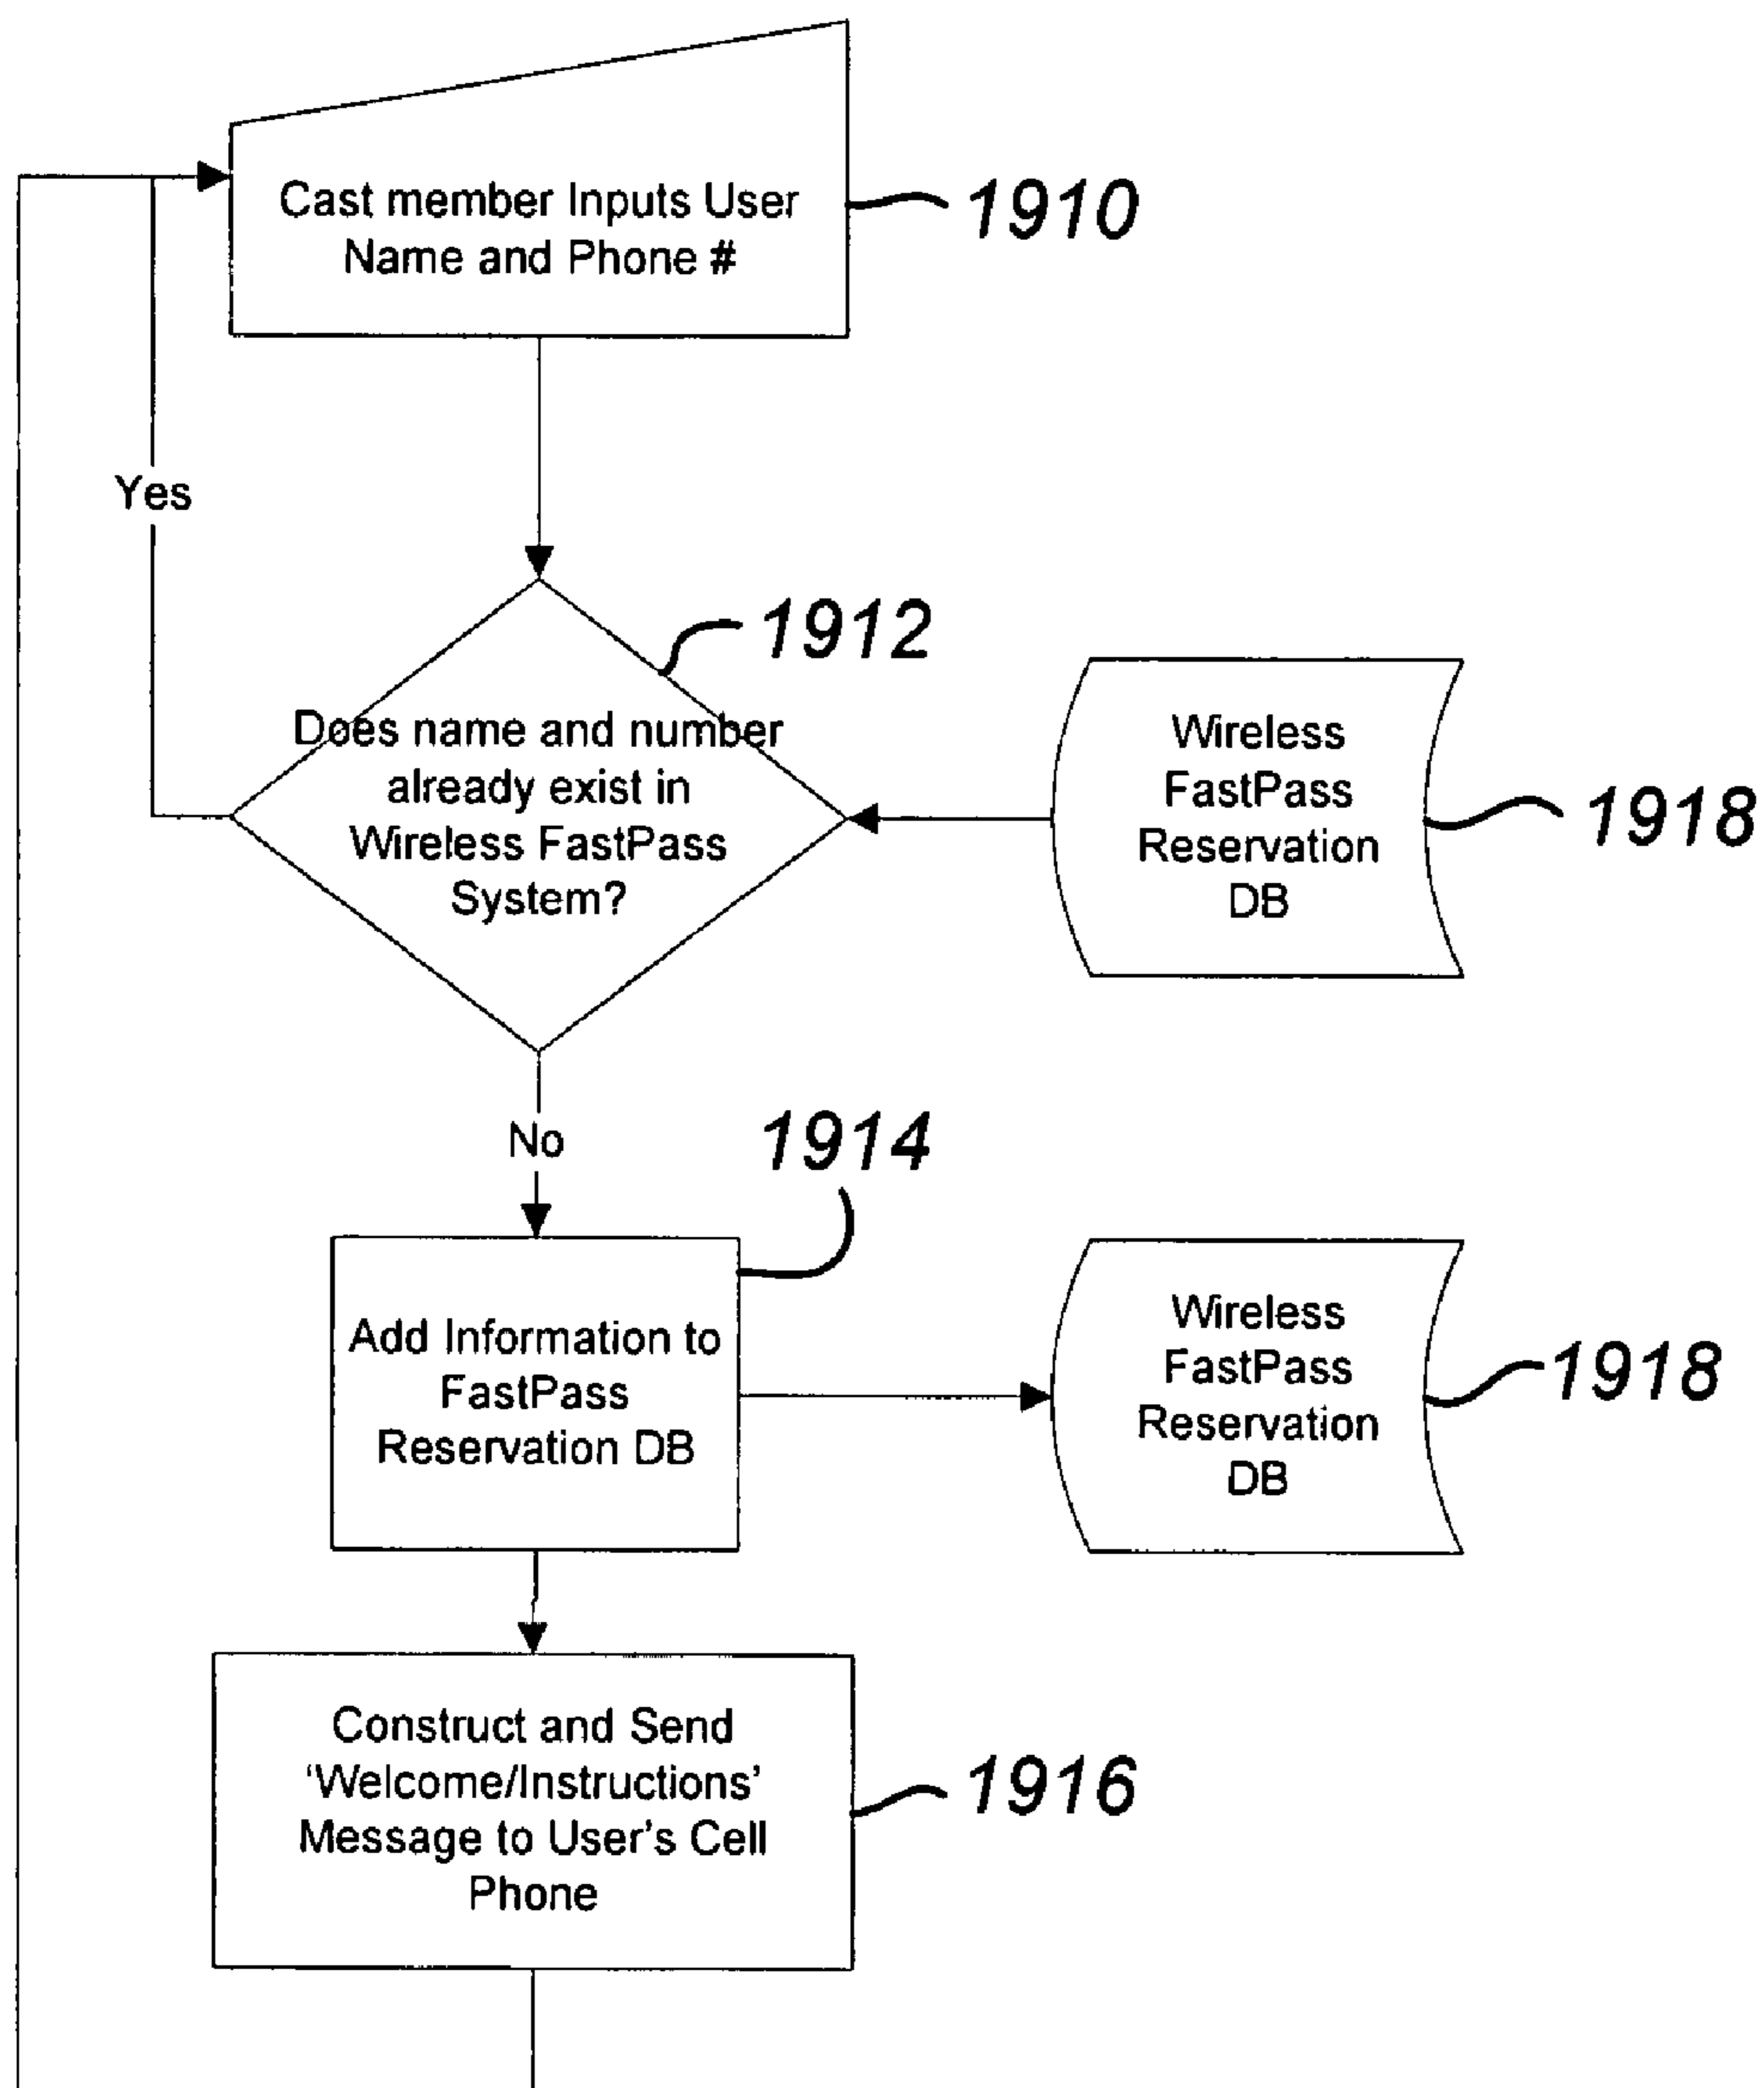 Cast member Inputs User
Name and Phone #
1910
Yes
1912
Does name and number
already exist in
Wireless FastPass
System?
Wireless
FastPass
Reservation
DB
1918
No
1914
Add Information to
FastPass
Reservation DB
Wireless
FastPass
Reservation
DB
1918
Construct and Send
‘Welcome/Instructions’
Message to User’s Cell
Phone
1916